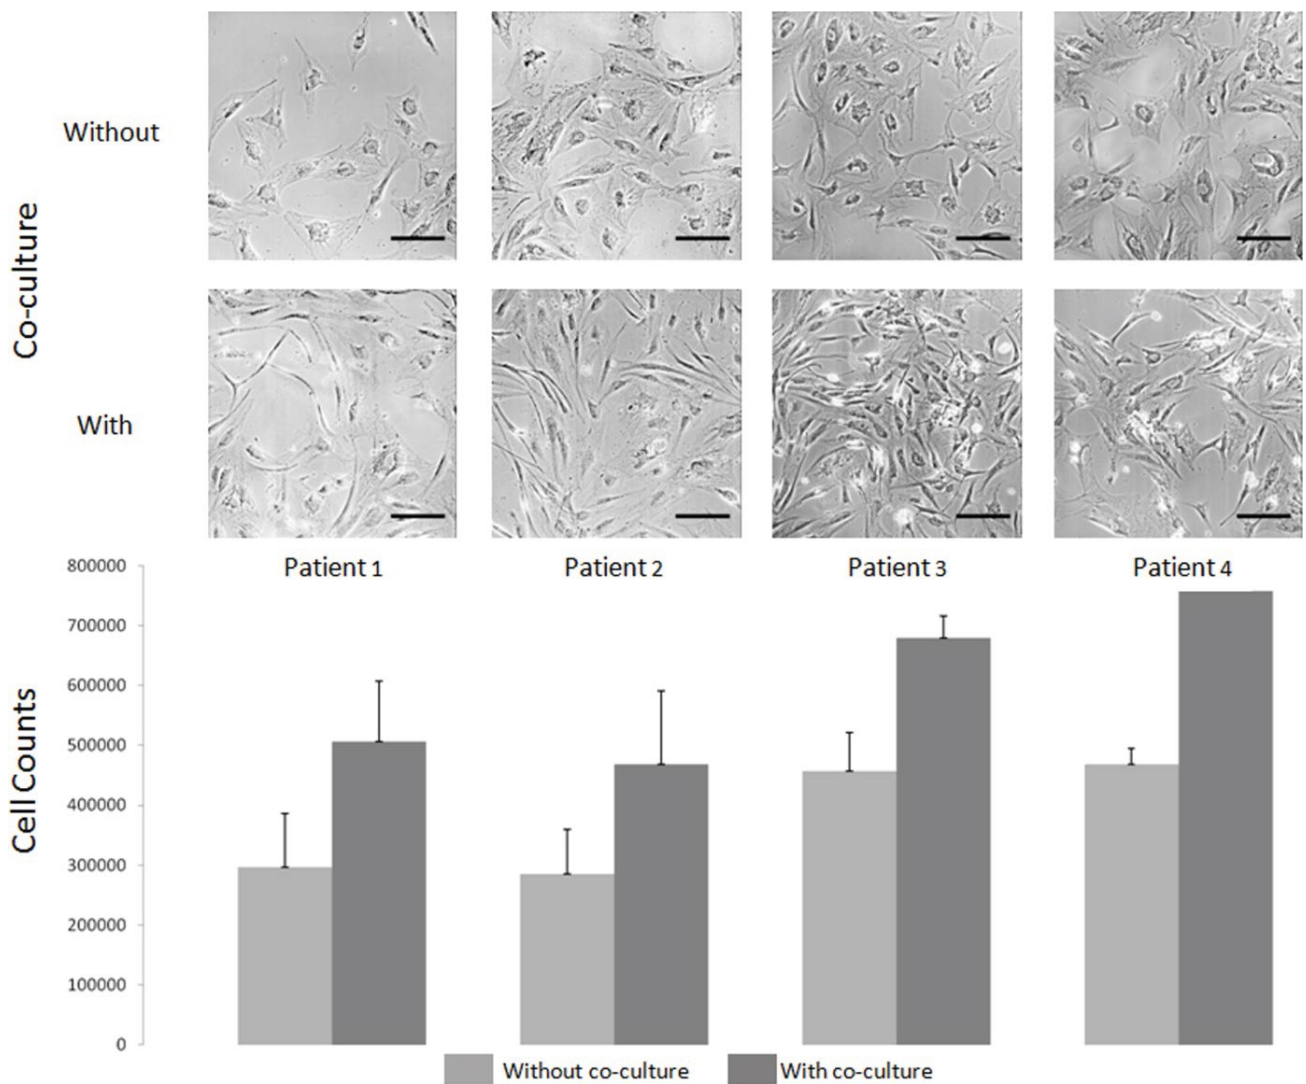 Co-culture
Without
With
Patient 1
Patient 2
Patient 3
Patient 4
Cell Counts
800000
700000
600000
500000
400000
300000
200000
100000
0
Without co-culture
With co-culture